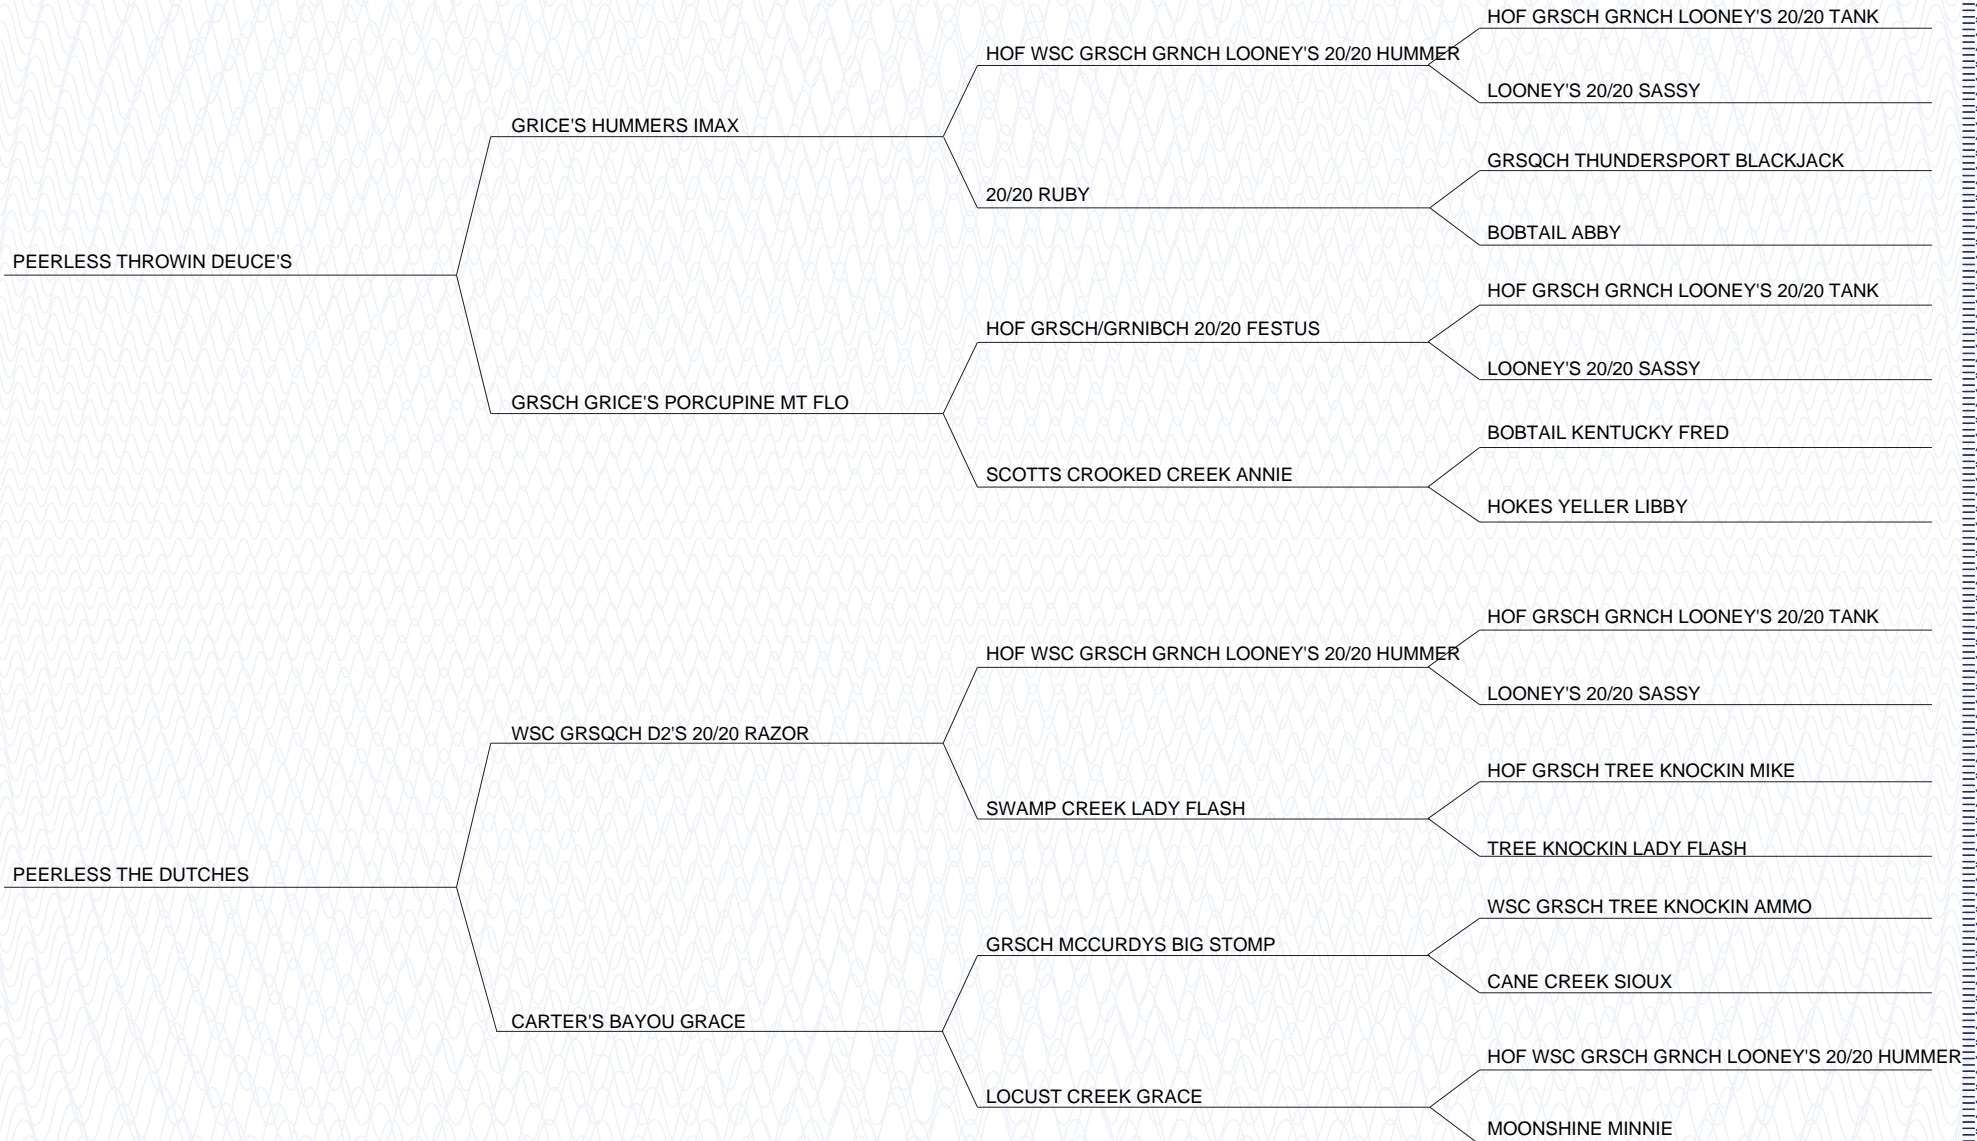 HOF GRSCH GRNCH LOONEY'S 20/20 TANK
HOF WSC GRSCH GRNCH LOONEY'S 20/20 HUMMER
LOONEY'S 20/20 SASSY
GRICE'S HUMMERS IMAX
GRSQCH THUNDERSPORT BLACKJACK
20/20 RUBY
BOBTAIL ABBY
PEERLESS THROWIN DEUCE'S
HOF GRSCH GRNCH LOONEY'S 20/20 TANK
HOF GRSCH/GRNIBCH 20/20 FESTUS
LOONEY'S 20/20 SASSY
GRSCH GRICE'S PORCUPINE MT FLO
BOBTAIL KENTUCKY FRED
SCOTTS CROOKED CREEK ANNIE
HOKES YELLER LIBBY
HOF GRSCH GRNCH LOONEY'S 20/20 TANK
HOF WSC GRSCH GRNCH LOONEY'S 20/20 HUMMER
LOONEY'S 20/20 SASSY
WSC GRSQCH D2'S 20/20 RAZOR
HOF GRSCH TREE KNOCKIN MIKE
SWAMP CREEK LADY FLASH
TREE KNOCKIN LADY FLASH
PEERLESS THE DUTCHES
WSC GRSCH TREE KNOCKIN AMMO
GRSCH MCCURDYS BIG STOMP
CANE CREEK SIOUX
CARTER'S BAYOU GRACE
HOF WSC GRSCH GRNCH LOONEY'S 20/20 HUMMER
LOCUST CREEK GRACE
MOONSHINE MINNIE